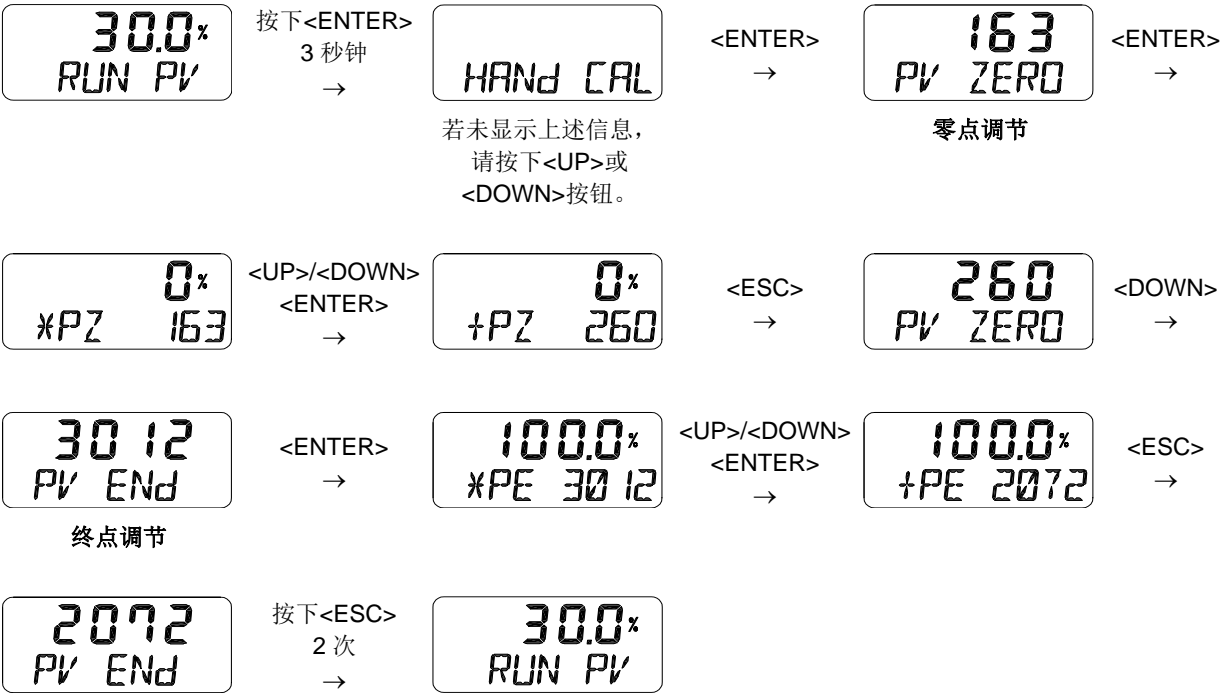 30.0%
RUN PV
按下<ENTER>
3 秒钟
→
HANd CAL
若未显示上述信息，
请按下<UP>或
<DOWN>按钮。
<ENTER>
→
163
PV ZERO
零点调节
<ENTER>
→
0%
*PZ 163
<UP>/<DOWN>
<ENTER>
→
0%
+PZ 260
<ESC>
→
260
PV ZERO
<DOWN>
→
3012
PV ENd
终点调节
<ENTER>
→
100.0%
*PE 3012
<UP>/<DOWN>
<ENTER>
→
100.0%
+PE 2072
<ESC>
→
2072
PV ENd
按下<ESC>
2 次
→
30.0%
RUN PV